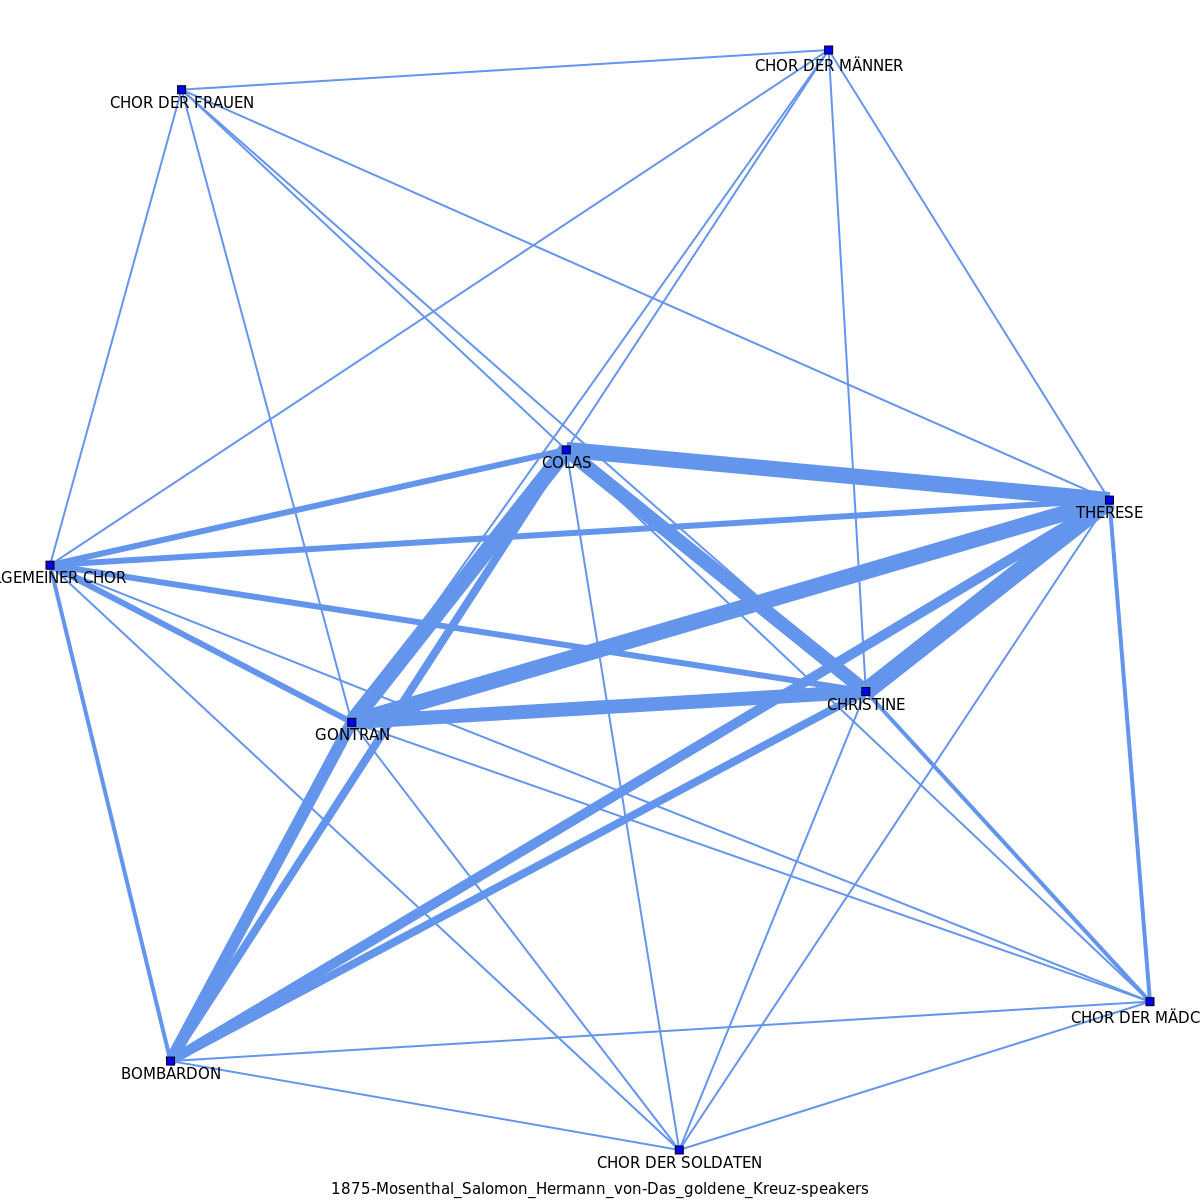 CHOR DER MÄNNER
CHOR DER FRAUEN
COLAS
THERESE
LGEMEINER CHOR
CHRISTINE
GONTRAN
CHOR DER MÄDC
BOMBARDON
CHOR DER SOLDATEN
1875-Mosenthal_Salomon_Hermann_von-Das_goldene_Kreuz-speakers